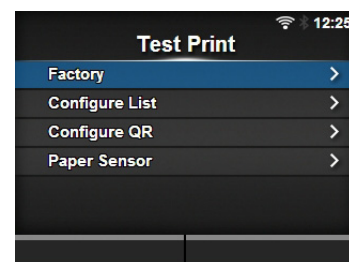 12:25
Test Print
Factory
Configure List
Configure QR
Paper Sensor